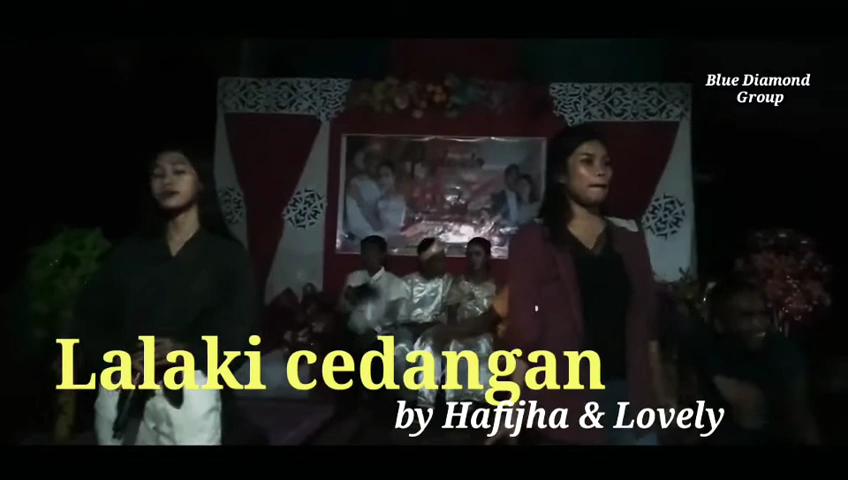 Blue Diamond
Group
Lalaki cedangan
by Hafijha & Lovely